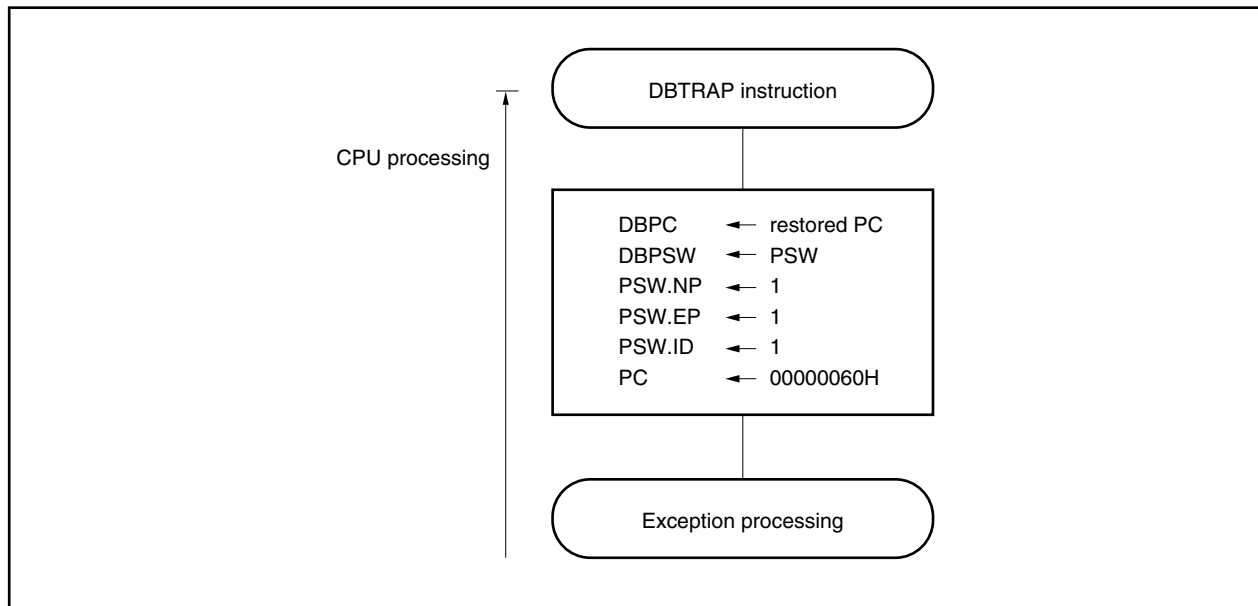 DBTRAP instruction
CPU processing
DBPC ← restored PC
DBPSW ← PSW
PSW.NP ← 1
PSW.EP ← 1
PSW.ID ← 1
PC ← 00000060H
Exception processing